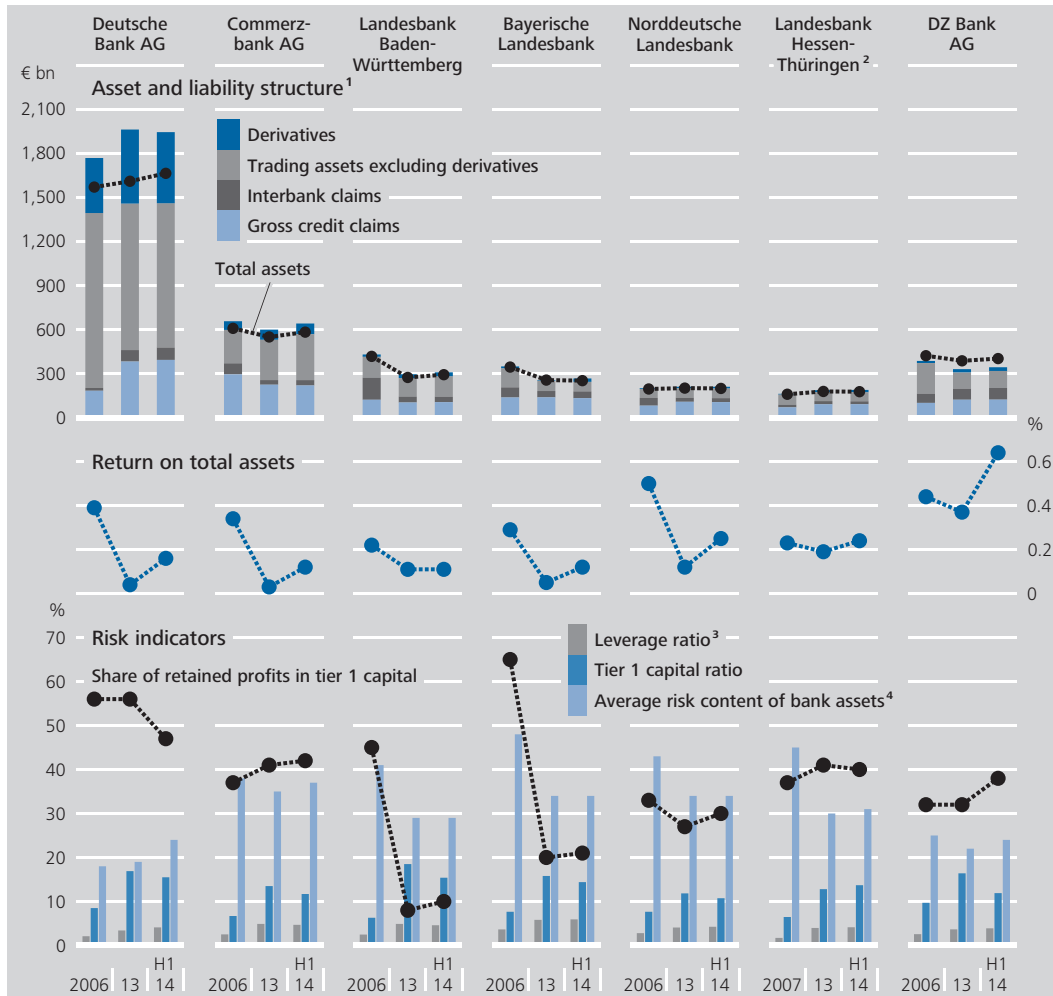 Deutsche
Bank AG
Commerz-
bank AG
Landesbank
Baden-
Württemberg
Bayerische
Landesbank
Norddeutsche
Landesbank
Landesbank
Hessen-
Thüringen 2
DZ Bank
AG
€ bn
Asset and liability structure 1
2,100
1,800
1,500
1,200
900
600
300
0
Derivatives
Trading assets excluding derivatives
Interbank claims
Gross credit claims
Total assets
%
Return on total assets
0.6
0.4
0.2
0
%
Risk indicators
Share of retained profits in tier 1 capital
Leverage ratio 3
Tier 1 capital ratio
Average risk content of bank assets 4
70
60
50
40
30
20
10
0
H1 H1 H1 H1 H1 H1 H1
2006 13 14 2006 13 14 2006 13 14 2006 13 14 2006 13 14 2007 13 14 2006 13 14